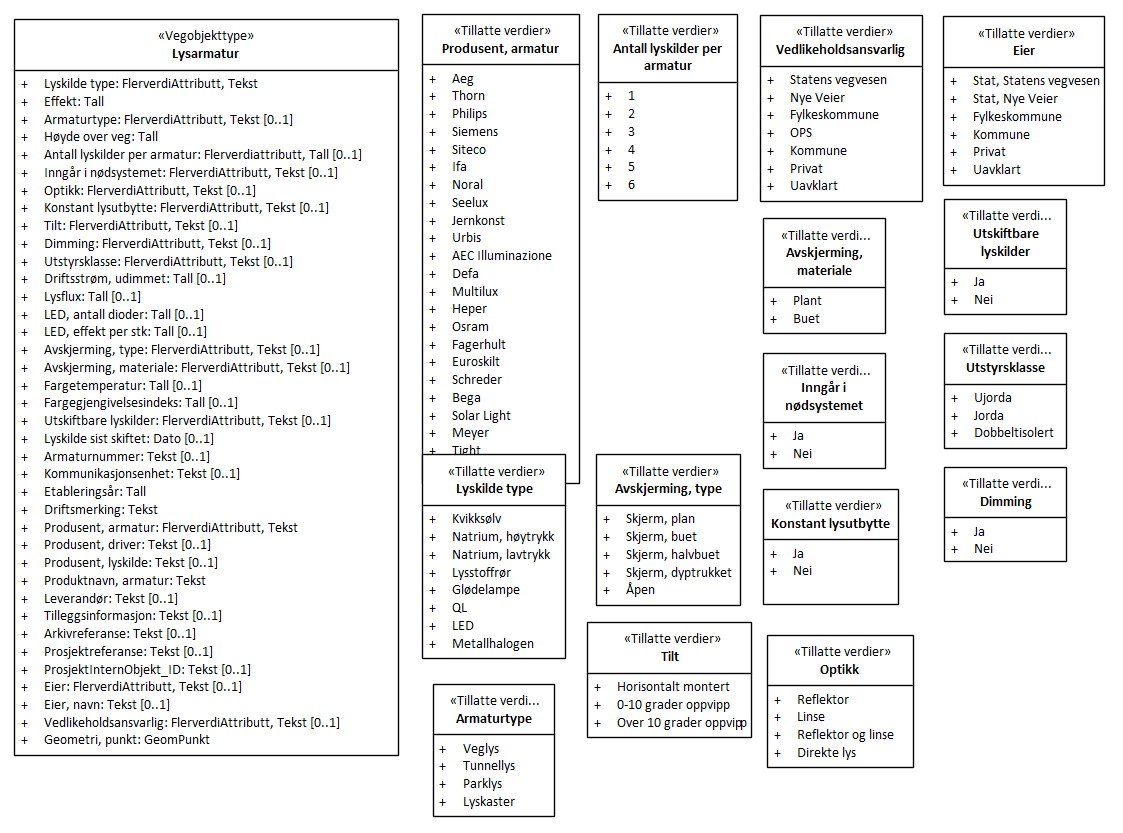 «Vegobjekttype»
Lysarmatur
+ Lyskilde type: FlerverdiAttributt, Tekst
+ Effekt: Tall
+ Armaturtype: FlerverdiAttributt, Tekst [0..1]
+ Høyde over veg: Tall
+ Antall lyskilder per armatur: Flerverdiattributt, Tall [0..1]
+ Inngår i nødsystemet: FlerverdiAttributt, Tekst [0..1]
+ Optikk: FlerverdiAttributt, Tekst [0..1]
+ Konstant lysutbytte: FlerverdiAttributt, Tekst [0..1]
+ Tilt: FlerverdiAttributt, Tekst [0..1]
+ Dimming: FlerverdiAttributt, Tekst [0..1]
+ Utstyrsklasse: FlerverdiAttributt, Tekst [0..1]
+ Driftsstrøm, udimmet: Tall [0..1]
+ Lysflux: Tall [0..1]
+ LED, antall dioder: Tall [0..1]
+ LED, effekt per stk: Tall [0..1]
+ Avskjerming, type: FlerverdiAttributt, Tekst [0..1]
+ Avskjerming, materiale: FlerverdiAttributt, Tekst [0..1]
+ Fargetemperatur: Tall [0..1]
+ Fargegjengivelsesindeks: Tall [0..1]
+ Utskiftbare lyskilder: FlerverdiAttributt, Tekst [0..1]
+ Lyskilde sist skiftet: Dato [0..1]
+ Armaturnummer: Tekst [0..1]
+ Kommunikasjonsenhet: Tekst [0..1]
+ Etableringsår: Tall
+ Driftsmerking: Tekst
+ Produsent, armatur: FlerverdiAttributt, Tekst
+ Produsent, driver: Tekst [0..1]
+ Produsent, lyskilde: Tekst [0..1]
+ Produktnavn, armatur: Tekst
+ Leverandør: Tekst [0..1]
+ Tilleggsinformasjon: Tekst [0..1]
+ Arkivreferanse: Tekst [0..1]
+ Prosjektreferanse: Tekst [0..1]
+ ProsjektInternObjekt_ID: Tekst [0..1]
+ Eier: FlerverdiAttributt, Tekst [0..1]
+ Eier, navn: Tekst [0..1]
+ Vedlikeholdsansvarlig: FlerverdiAttributt, Tekst [0..1]
+ Geometri, punkt: GeomPunkt
«Tillatte verdier»
Produsent, armatur
+ Aeg
+ Thorn
+ Philips
+ Siemens
+ Siteco
+ Ifa
+ Noral
+ Seelux
+ Jernkonst
+ Urbis
+ AEC Illuminazione
+ Defa
+ Multilux
+ Heper
+ Osram
+ Fagerhult
+ Euroskilt
+ Schreder
+ Bega
+ Solar Light
+ Meyer
+ Tight
«Tillatte verdier»
Lyskilde type
+ Kvikksølv
+ Natrium, høytrykk
+ Natrium, lavtrykk
+ Lysstoffrør
+ Glødelampe
+ QL
+ LED
+ Metallhalogen
«Tillatte verdi...
Armaturtype
+ Veglys
+ Tunnellys
+ Parklys
+ Lyskaster
«Tillatte verdier»
Antall lyskilder per
armatur
+ 1
+ 2
+ 3
+ 4
+ 5
+ 6
«Tillatte verdier»
Avskjerming, type
+ Skjerm, plan
+ Skjerm, buet
+ Skjerm, halvbuet
+ Skjerm, dyptrukket
+ Åpen
«Tillatte verdier»
Tilt
+ Horisontalt montert
+ 0-10 grader oppvipp
+ Over 10 grader oppvipp
«Tillatte verdier»
Vedlikeholdsansvarlig
+ Statens vegvesen
+ Nye Veier
+ Fylkeskommune
+ OPS
+ Kommune
+ Privat
+ Uavklart
«Tillatte verdi...
Avskjerming,
materiale
+ Plant
+ Buet
«Tillatte verdi...
Inngår i
nødsystemet
+ Ja
+ Nei
«Tillatte verdier»
Konstant lysutbytte
+ Ja
+ Nei
«Tillatte verdier»
Optikk
+ Reflektor
+ Linse
+ Reflektor og linse
+ Direkte lys
«Tillatte verdier»
Eier
+ Stat, Statens vegvesen
+ Stat, Nye Veier
+ Fylkeskommune
+ Kommune
+ Privat
+ Uavklart
«Tillatte verdi...
Utskiftbare
lyskilder
+ Ja
+ Nei
«Tillatte verdi...
Utstyrsklasse
+ Ujorda
+ Jorda
+ Dobbeltisolert
«Tillatte verdi...
Dimming
+ Ja
+ Nei